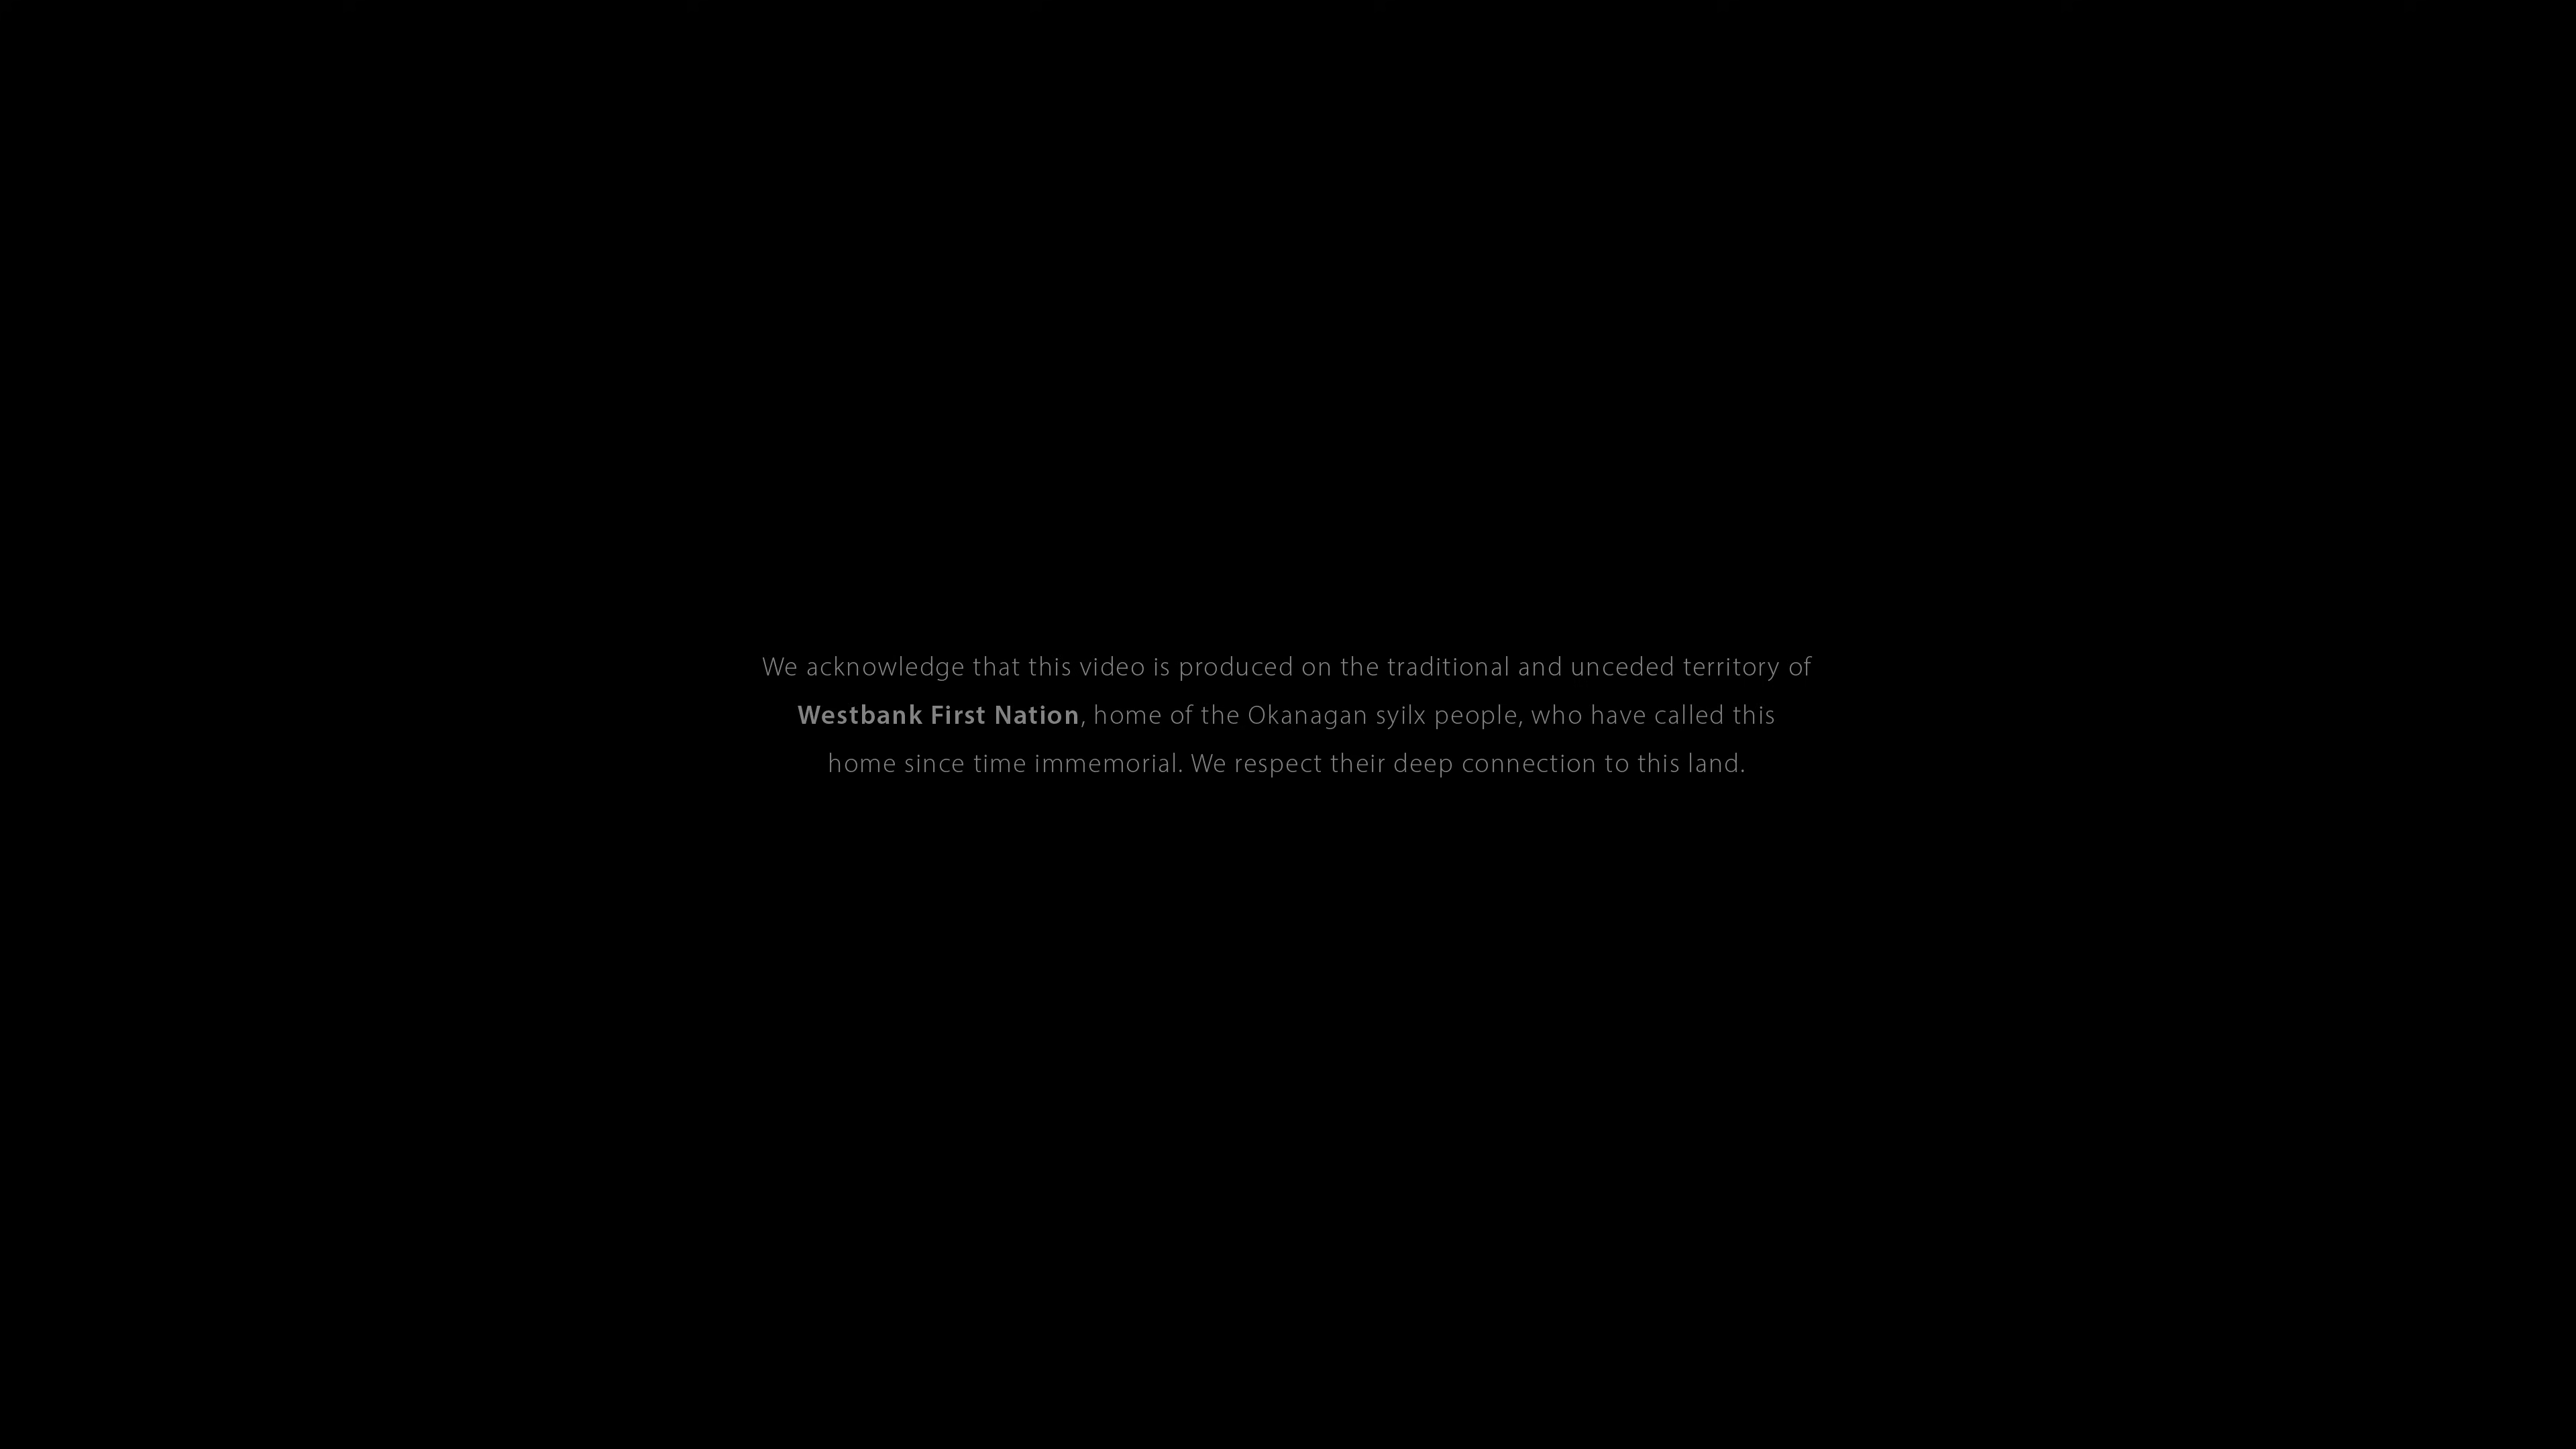 We acknowledge that this video is produced on the traditional and unceded territory of
Westbank First Nation, home of the Okanagan syilx people, who have called this
home since time immemorial. We respect their deep connection to this land.